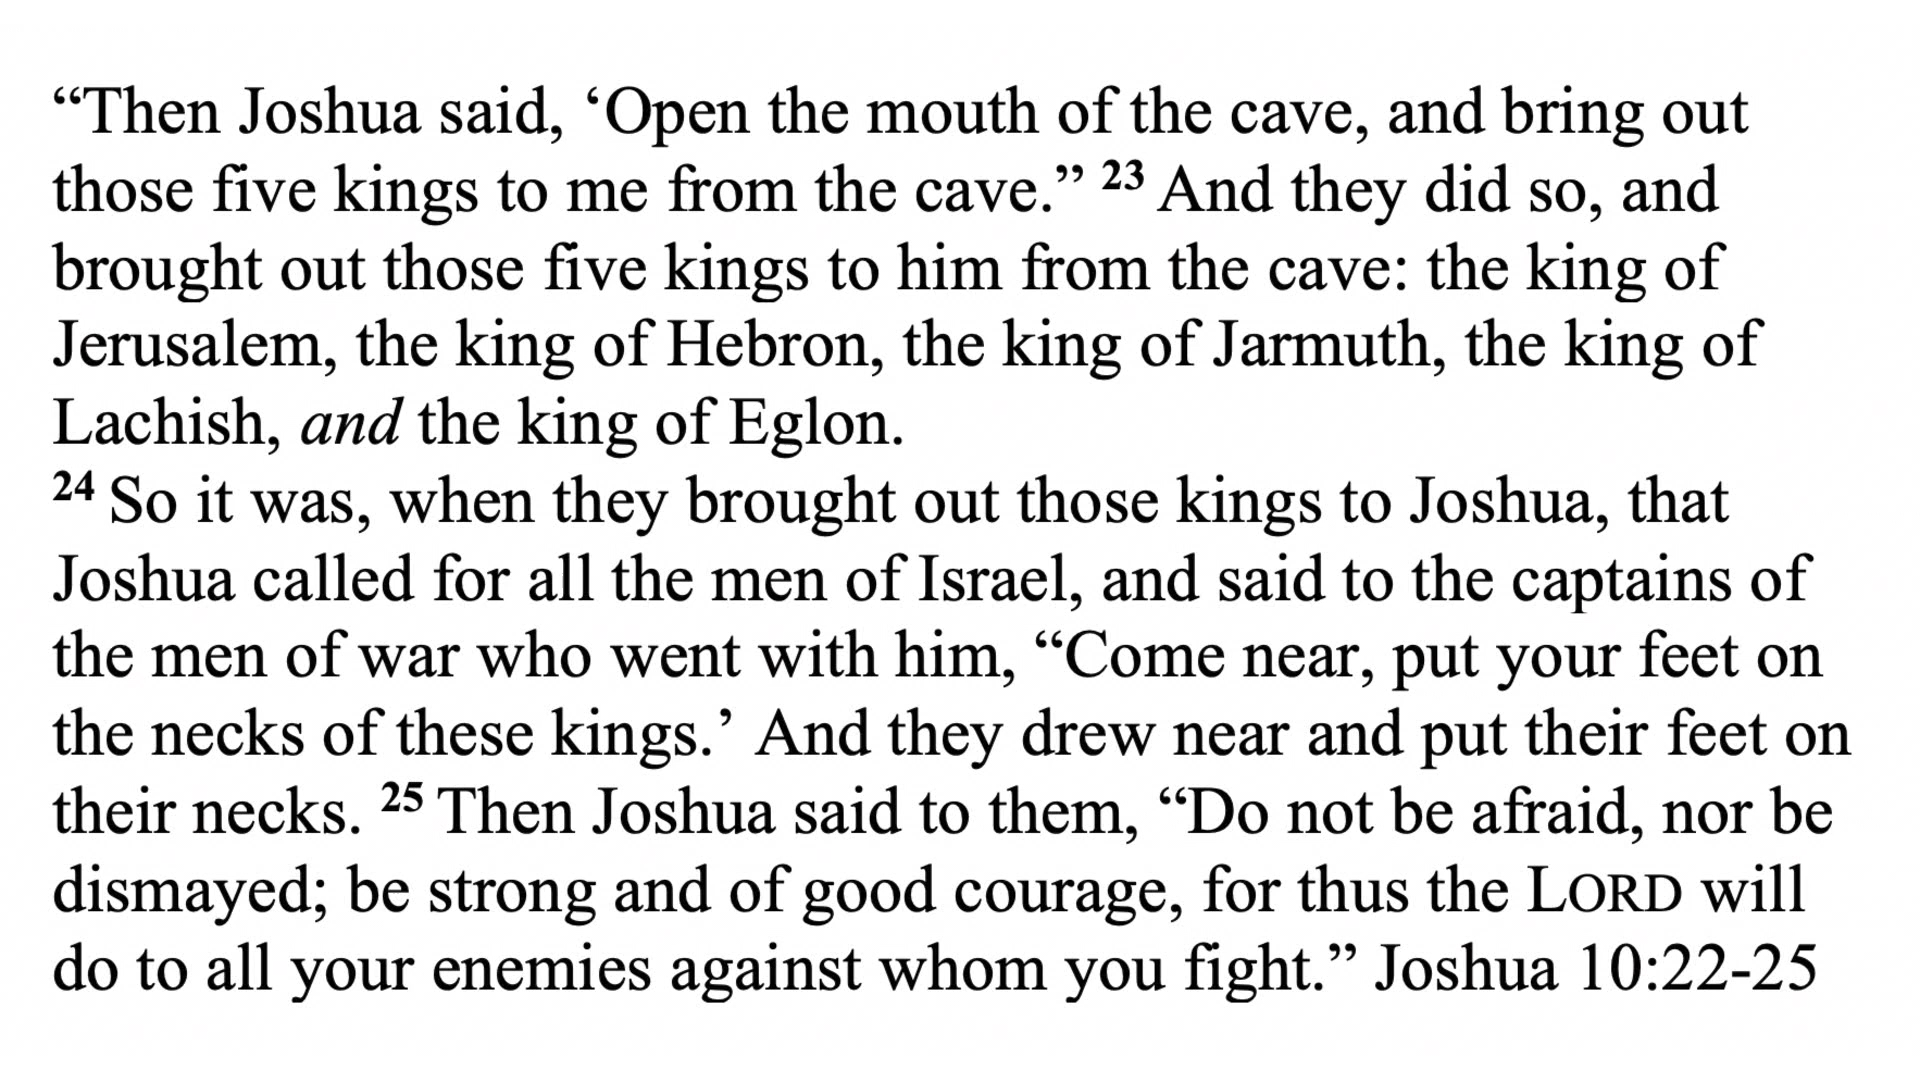 “Then Joshua said, ‘Open the mouth of the cave, and bring out
those five kings to me from the cave.” 23 And they did so, and
brought out those five kings to him from the cave: the king of
Jerusalem, the king of Hebron, the king of Jarmuth, the king of
Lachish, and the king of Eglon.
24 So it was, when they brought out those kings to Joshua, that
Joshua called for all the men of Israel, and said to the captains of
the men of war who went with him, “Come near, put your feet on
the necks of these kings.’ And they drew near and put their feet on
their necks. 25 Then Joshua said to them, “Do not be afraid, nor be
dismayed; be strong and of good courage, for thus the LORD will
do to all your enemies against whom you fight.” Joshua 10:22-25